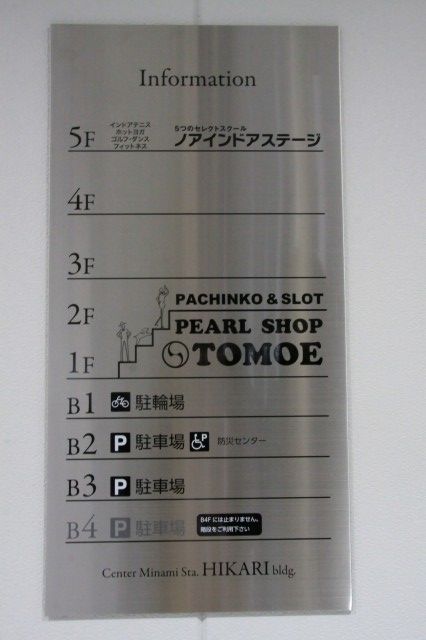 Information
5F
インドアテニス
ホットヨガ
ゴルフ・ダンス
フィットネス
5つのセレクトスクール
ノアインドアステージ
4F
3F
2F
PACHINKO & SLOT
PEARL SHOP
1F
TOMOE
B1 駐輪場
B2 P 駐車場 P 防災センター
B3 P 駐車場
B4 P 駐車場
B4Fには止まりません。
階段をご利用下さい
Center Minami Sta. HIKARI bldg.